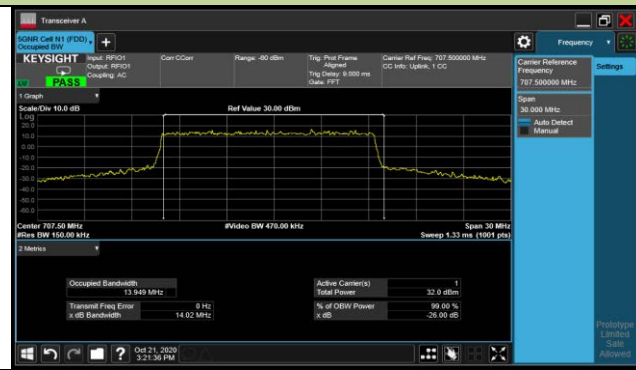 Transceiver A
5GNR Cell N1 (FDD)
Occupied BW
Frequency
KEYSIGHT
Input: RFIO1
Output: RFIO1
Coupling: AC
Corr CCorr
Range: -80 dBm
Trig: Prot Frame
Aligned
Trig Delay: 9.000 ms
Gate: FFT
Carrier Ref Freq: 707.500000 MHz
CC Info: Uplink, 1 CC
PASS
Carrier Reference
Frequency
707.500000 MHz
Settings
Span
30.000 MHz
Auto Detect
Manual
1 Graph
Scale/Div 10.0 dB
Ref Value 30.00 dBm
Log
20.0
10.0
0.00
-10.0
-20.0
-30.0
-40.0
-50.0
-60.0
Center 707.50 MHz
#Video BW 470.00 kHz
Span 30 MHz
#Res BW 150.00 kHz
Sweep 1.33 ms (1001 pts)
2 Metrics
Occupied Bandwidth
13.949 MHz
Transmit Freq Error
0 Hz
x dB Bandwidth
14.02 MHz
Active Carrier(s)
1
Total Power
32.0 dBm
% of OBW Power
99.00 %
x dB
-26.00 dB
Prototype
Limited
Sale
Allowed
Oct 21, 2020
3:21:36 PM